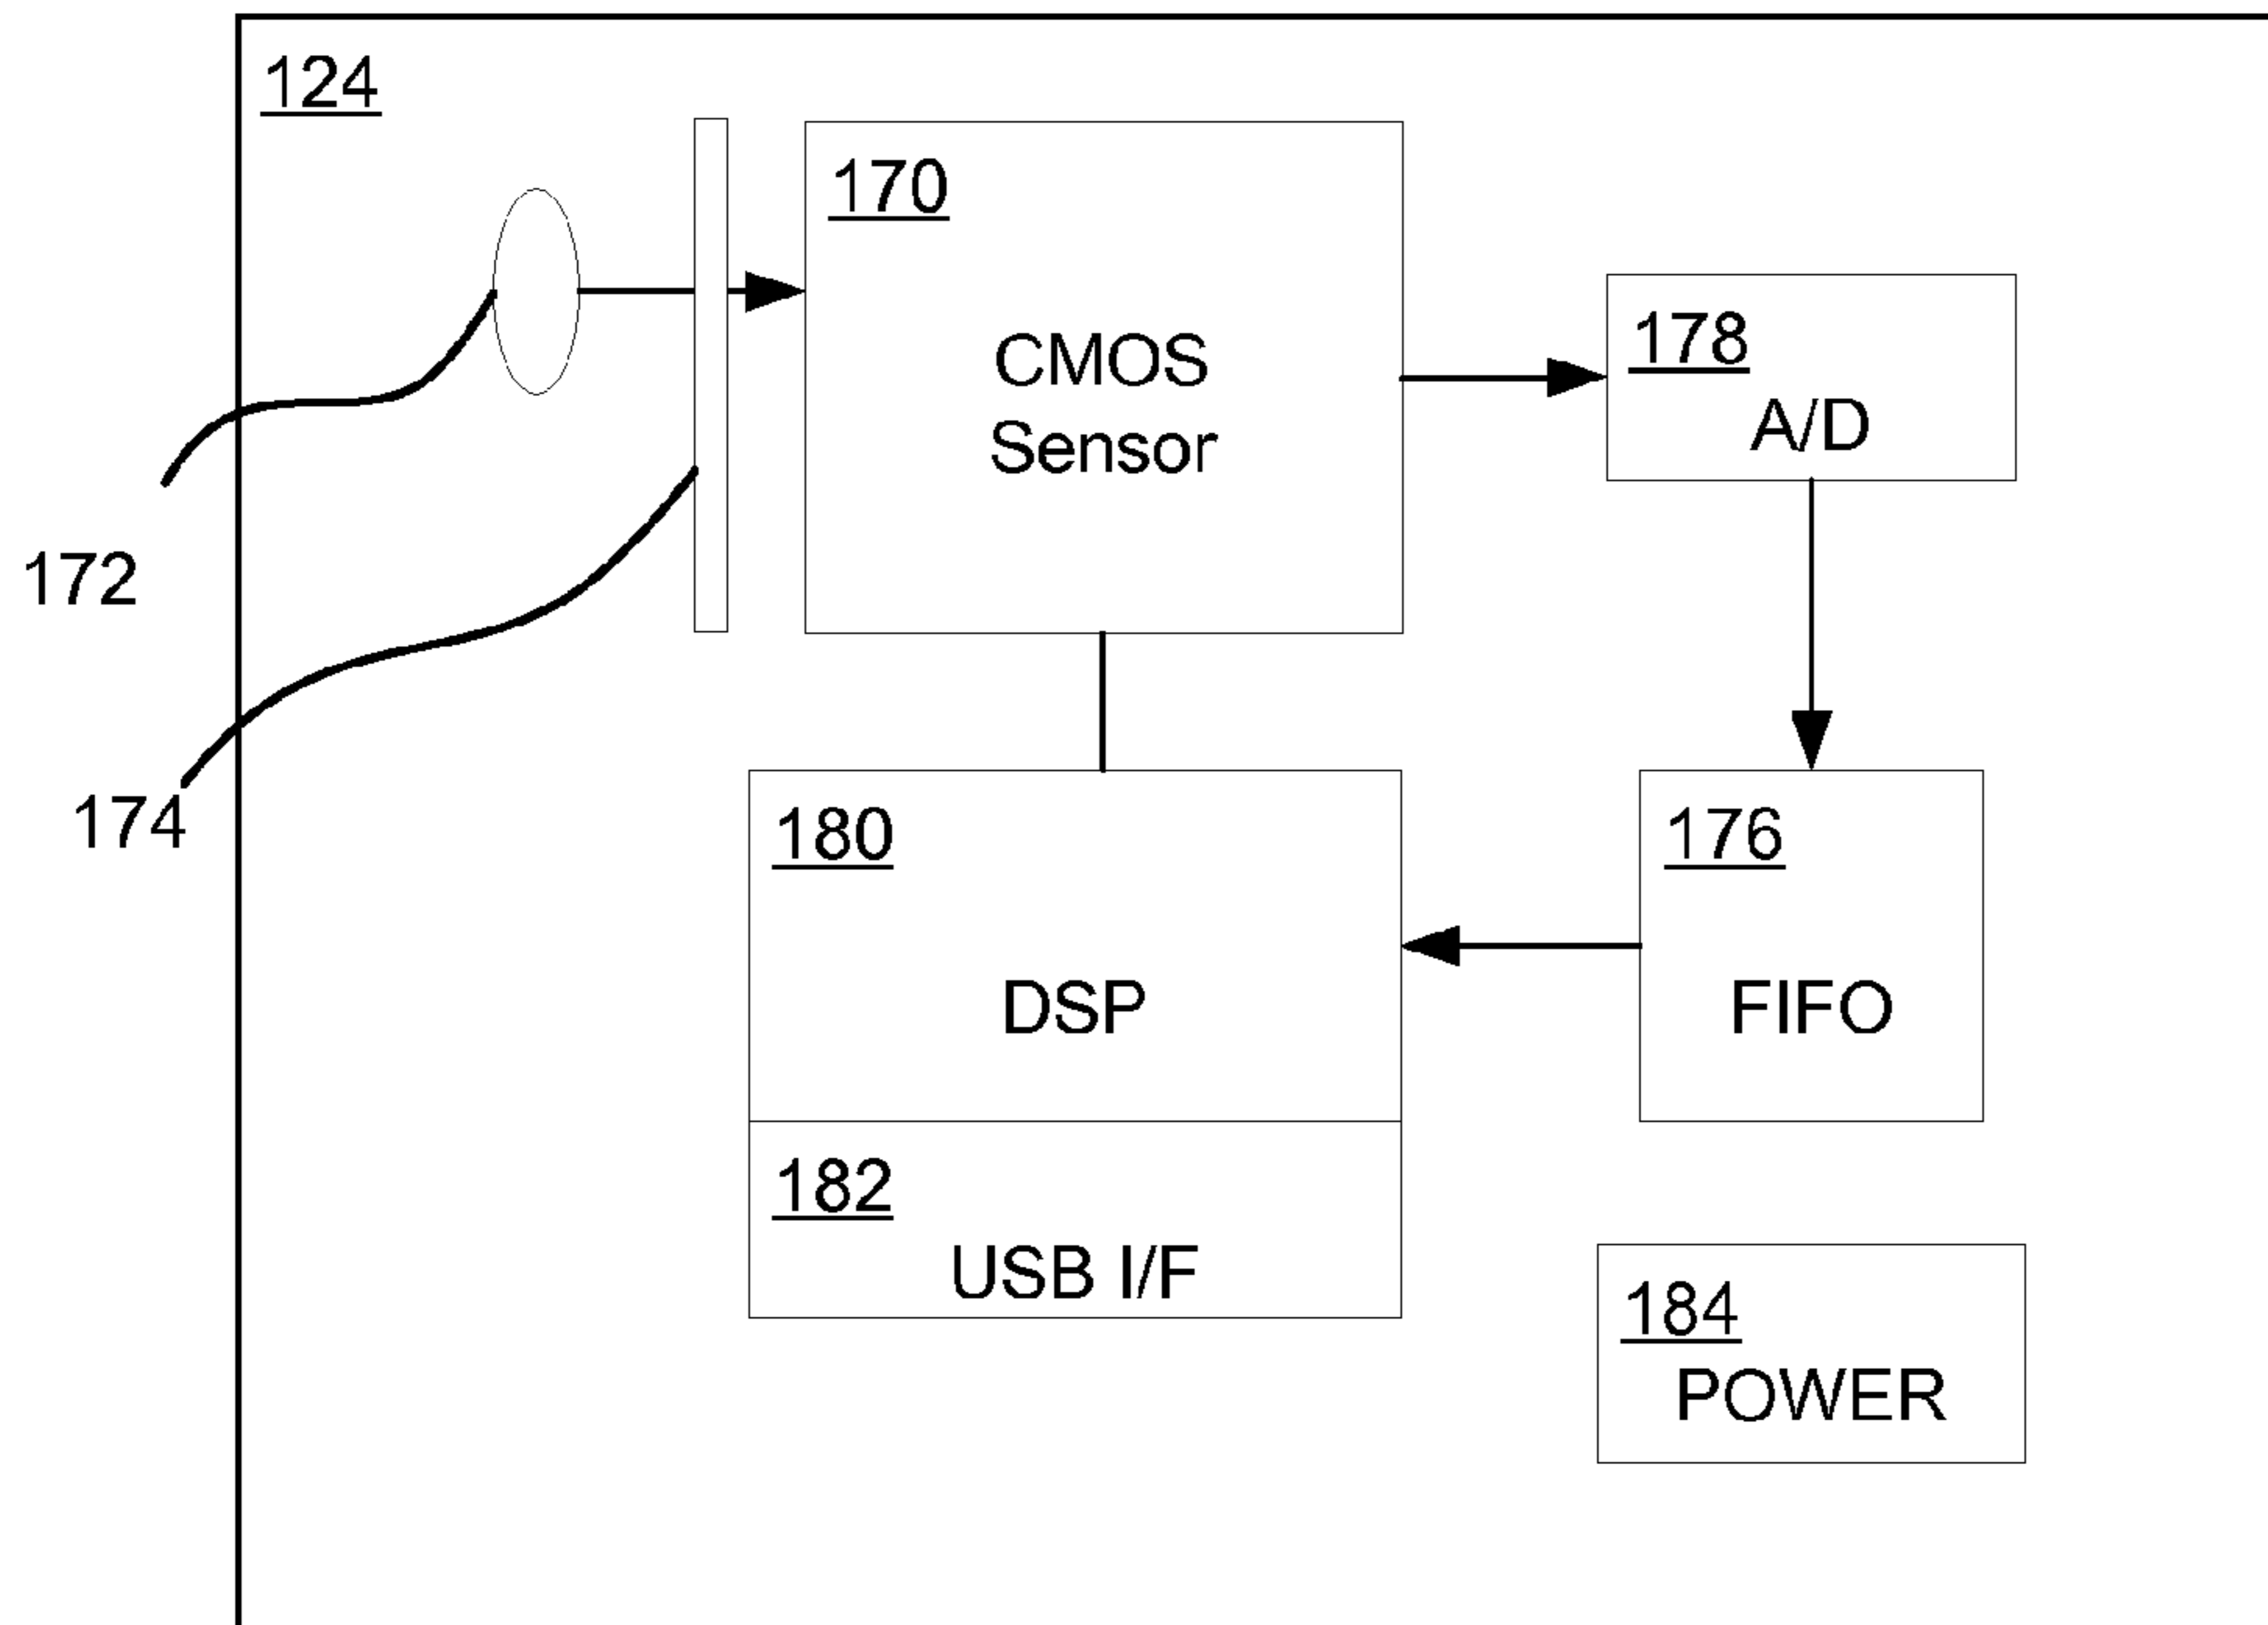 124
170
CMOS
Sensor
178
A/D
172
174
180
DSP
176
FIFO
182
USB I/F
184
POWER